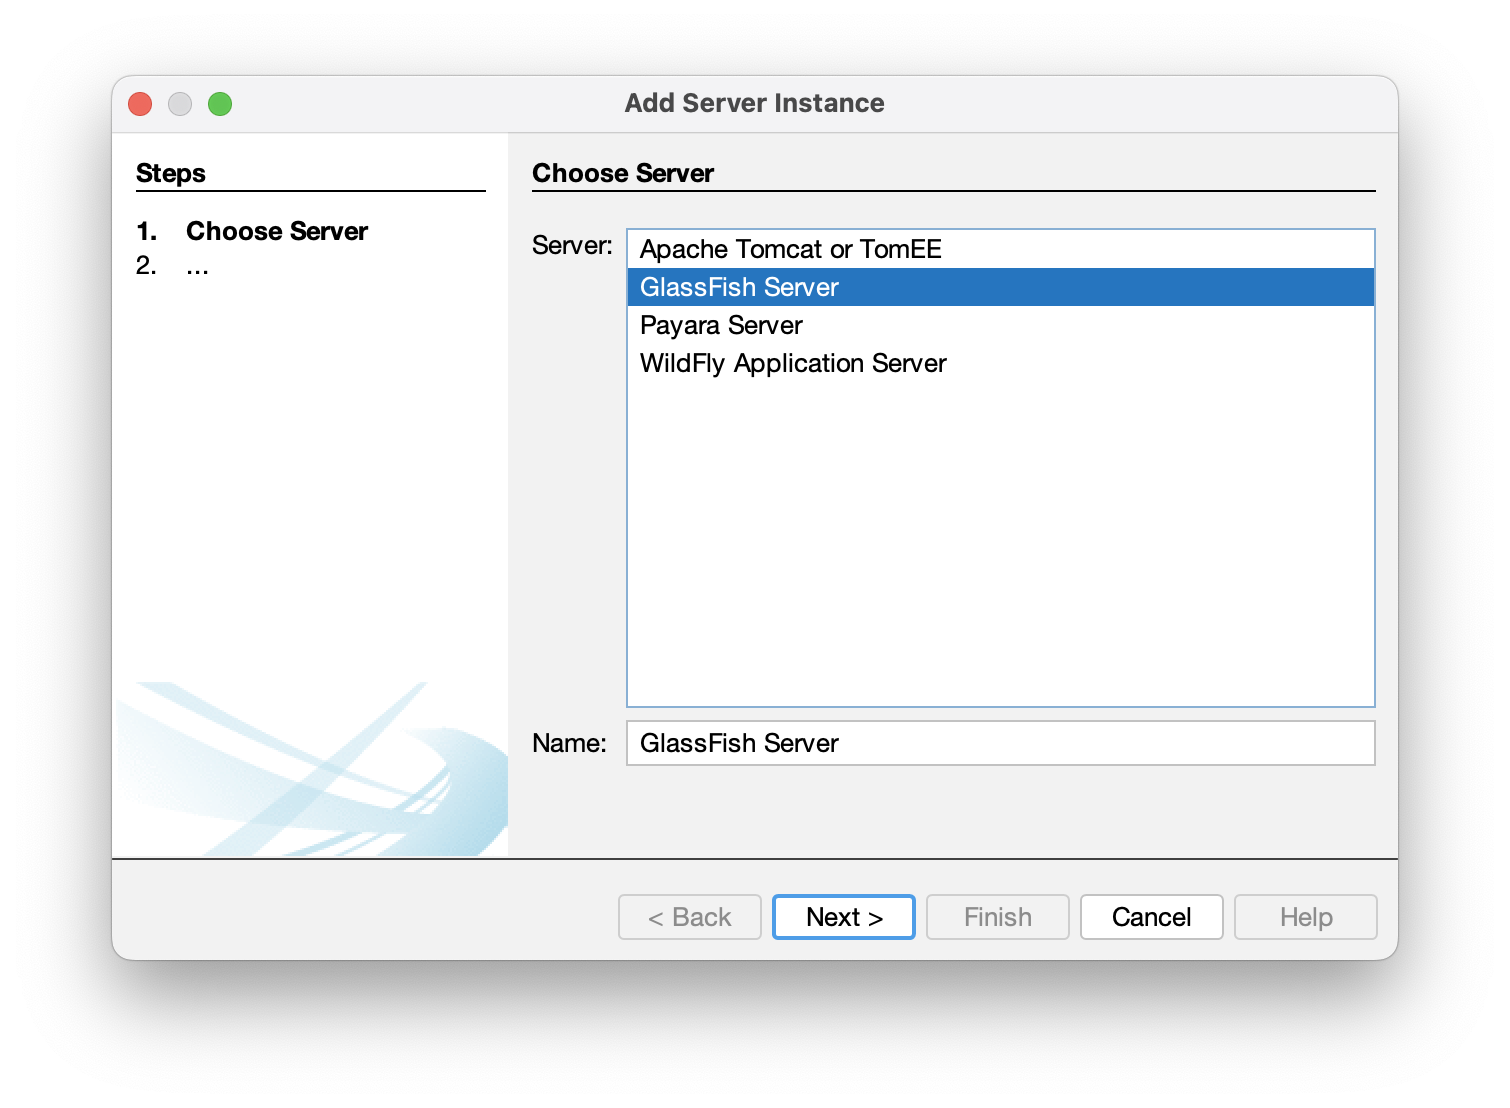 Add Server Instance
Steps
1. Choose Server
2. ...
Choose Server
Server:
Apache Tomcat or TomEE
GlassFish Server
Payara Server
WildFly Application Server
Name: GlassFish Server
< Back Next > Finish Cancel Help